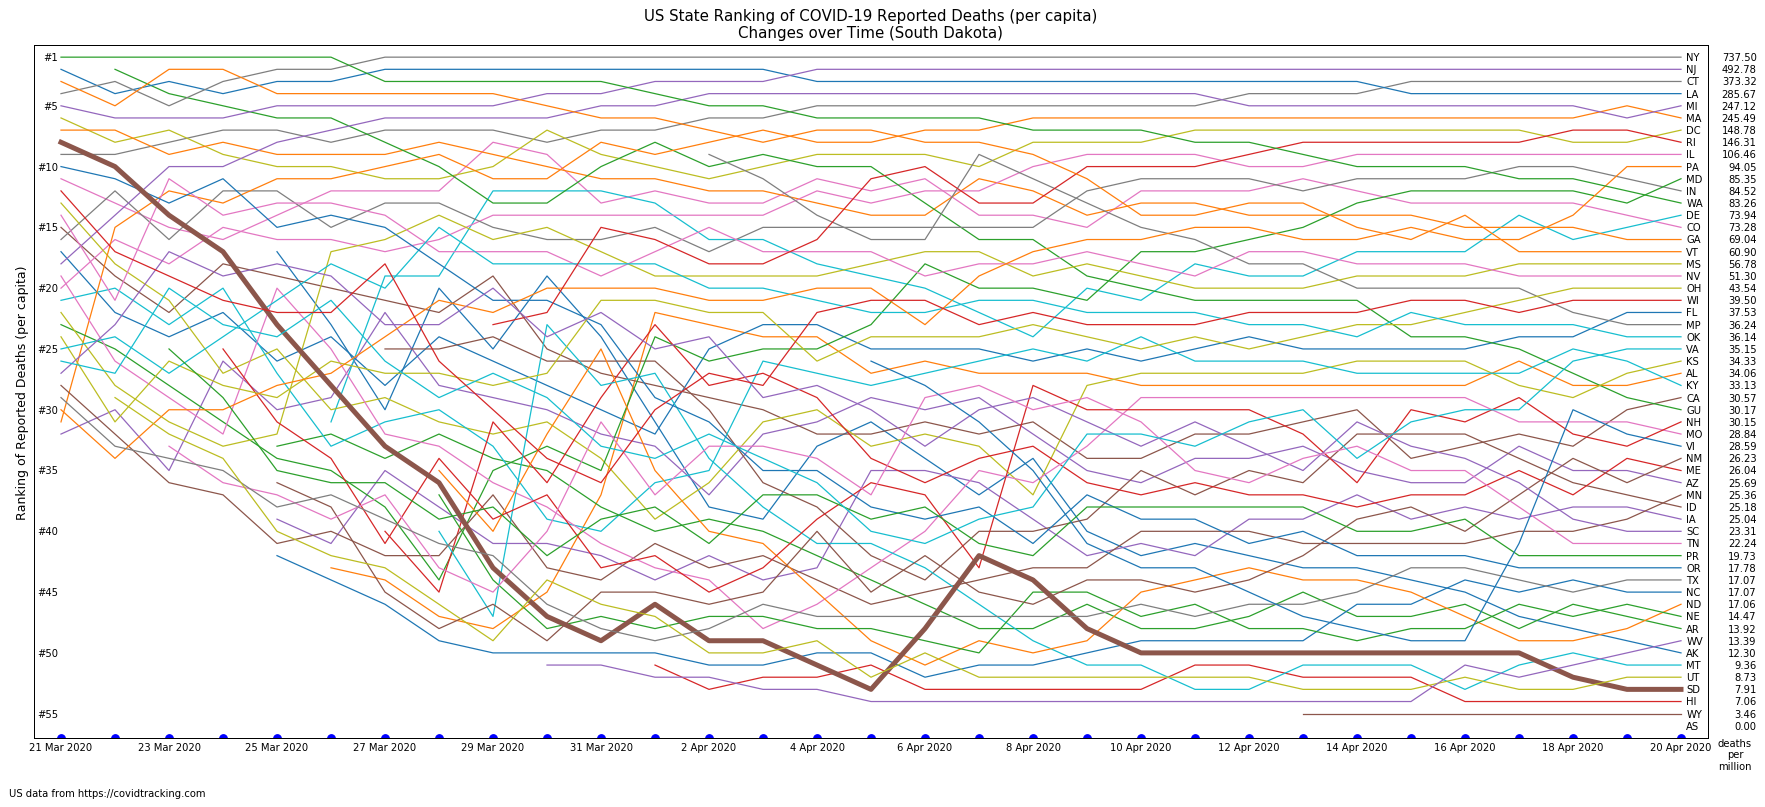 US State Ranking of COVID-19 Reported Deaths (per capita)
Changes over Time (South Dakota)
Ranking of Reported Deaths (per capita)
#1
#5
#10
#15
#20
#25
#30
#35
#40
#45
#50
#55
NY 737.50
NJ 492.78
CT 373.32
LA 285.67
MI 247.12
MA 245.49
DC 148.78
RI 146.31
IL 106.46
PA 94.05
MD 85.35
IN 84.52
WA 83.26
DE 73.94
CO 73.28
GA 69.04
VT 60.90
MS 56.78
NV 51.30
OH 43.54
WI 39.50
FL 37.53
MP 36.24
OK 36.14
VA 35.15
KS 34.33
AL 34.06
KY 33.13
CA 30.57
GU 30.17
NH 30.15
MO 28.84
VI 28.59
NM 26.23
ME 26.04
AZ 25.69
MN 25.36
ID 25.18
IA 25.04
SC 23.31
TN 22.24
PR 19.73
OR 17.78
TX 17.07
NC 17.07
ND 17.06
NE 14.47
AR 13.92
WV 13.39
AK 12.30
MT 9.36
UT 8.73
SD 7.91
HI 7.06
WY 3.46
AS 0.00
21 Mar 2020 23 Mar 2020 25 Mar 2020 27 Mar 2020 29 Mar 2020 31 Mar 2020 2 Apr 2020 4 Apr 2020 6 Apr 2020 8 Apr 2020 10 Apr 2020 12 Apr 2020 14 Apr 2020 16 Apr 2020 18 Apr 2020 20 Apr 2020
deaths
per
million
US data from https://covidtracking.com